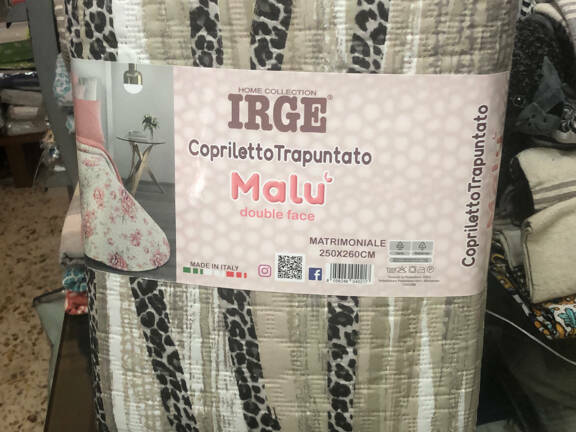 HOME COLLECTION
IRGE®
CoprilettoTrapuntato
Malu'
double face
MATRIMONIALE
250X260CM
MADE IN ITALY
CoprilettoTrapuntato